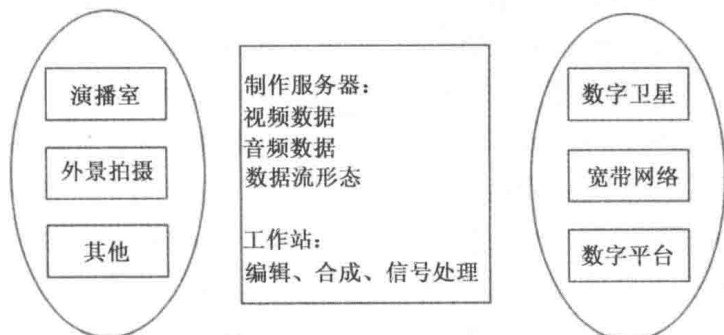 演播室
外景拍摄
其他
制作服务器：
视频数据
音频数据
数据流形态
工作站：
编辑、合成、信号处理
数字卫星
宽带网络
数字平台